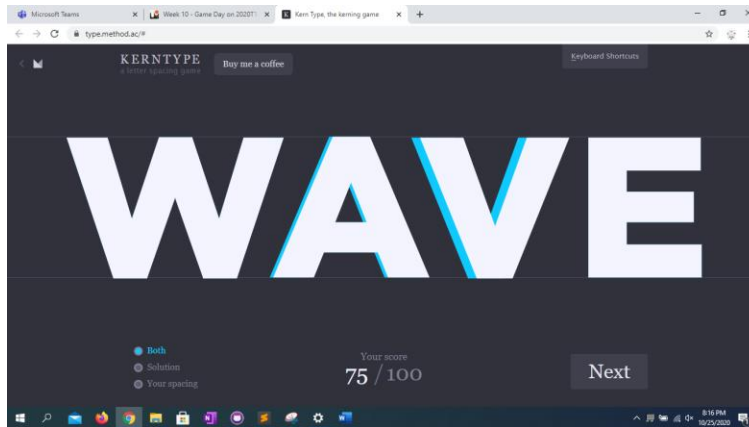 Microsoft Teams
Week 10 - Game Day on 2020T
Kern Type, the kerning game
type.method.ac/#
KERNTYPE
a letter spacing game
Buy me a coffee
Keyboard Shortcuts
WAVE
Both
Solution
Your spacing
Your score
75 / 100
Next
8:16 PM
10/25/2020